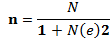 n = N / 1 + N(e)2